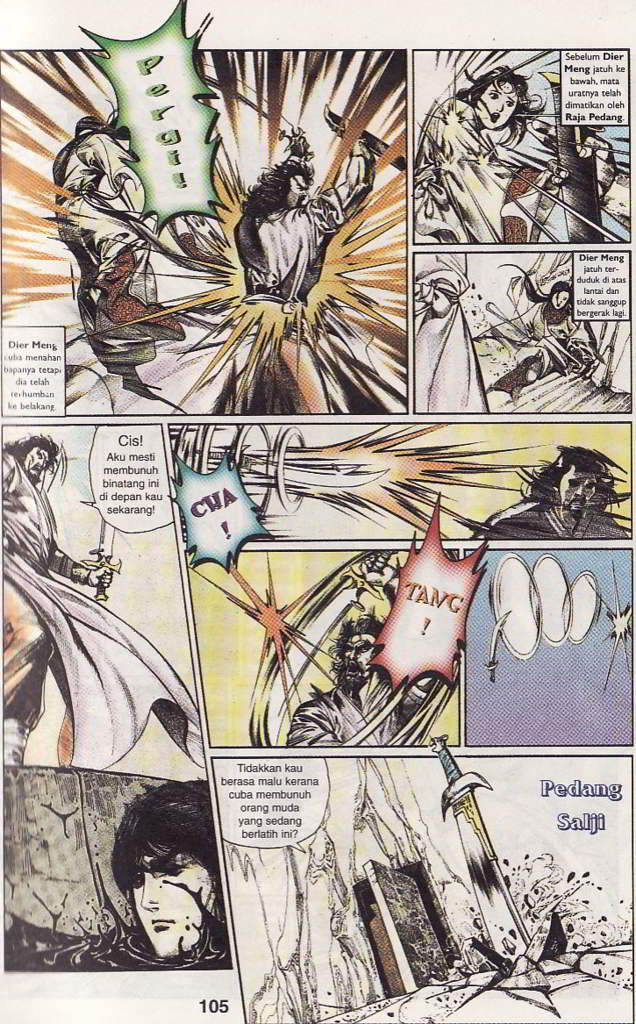 Pergi!
Dier Meng
cuba menahan
bapanya tetapi
dia telah
terhumban
ke belakang.
Sebelum Dier
Meng jatuh ke
bawah, mata
uratnya telah
dimatikan oleh
Raja Pedang.
Dier Meng
jatuh ter-
duduk di atas
lantai dan
tidak sanggup
bergerak lagi.
Cis!
Aku mesti
membunuh
binatang ini
di depan kau
sekarang!
CHA
!
TANG
!
Tidakkah kau
berasa malu kerana
cuba membunuh
orang muda
yang sedang
berlatih ini?
Pedang
Salji
105